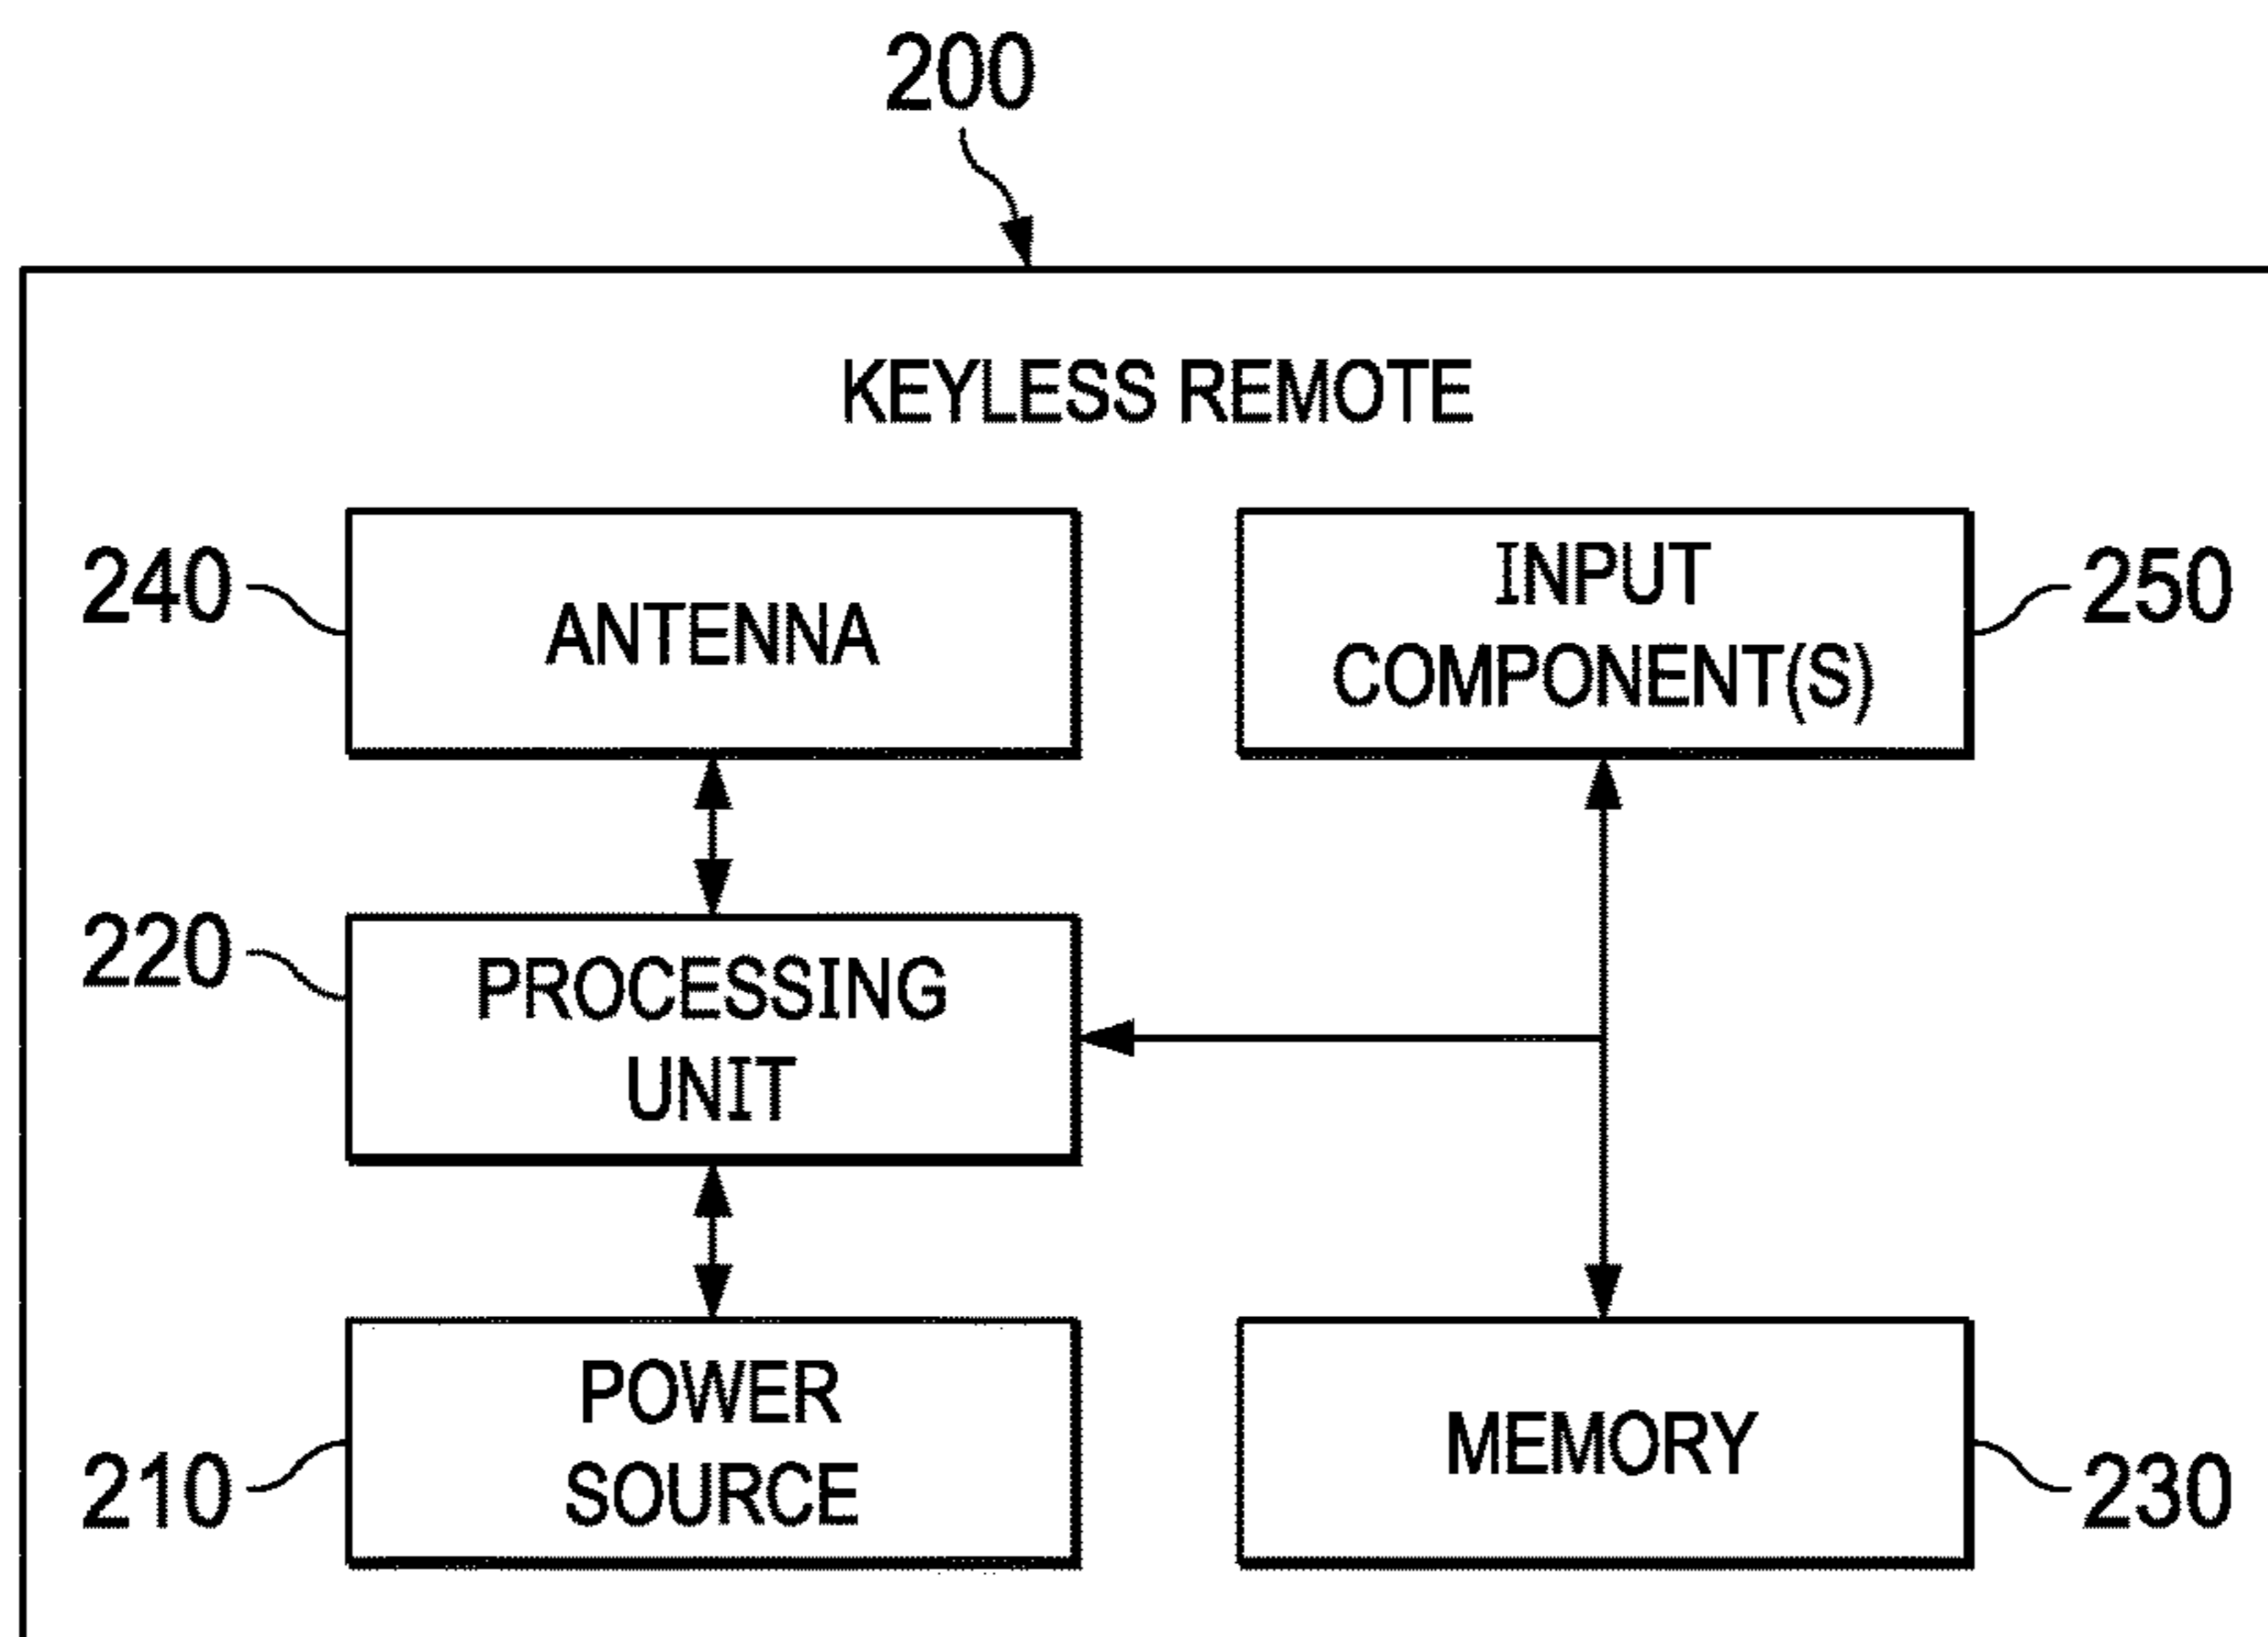 200
KEYLESS REMOTE
240
ANTENNA
INPUT
COMPONENT(S)
250
220
PROCESSING
UNIT
210
POWER
SOURCE
MEMORY
230